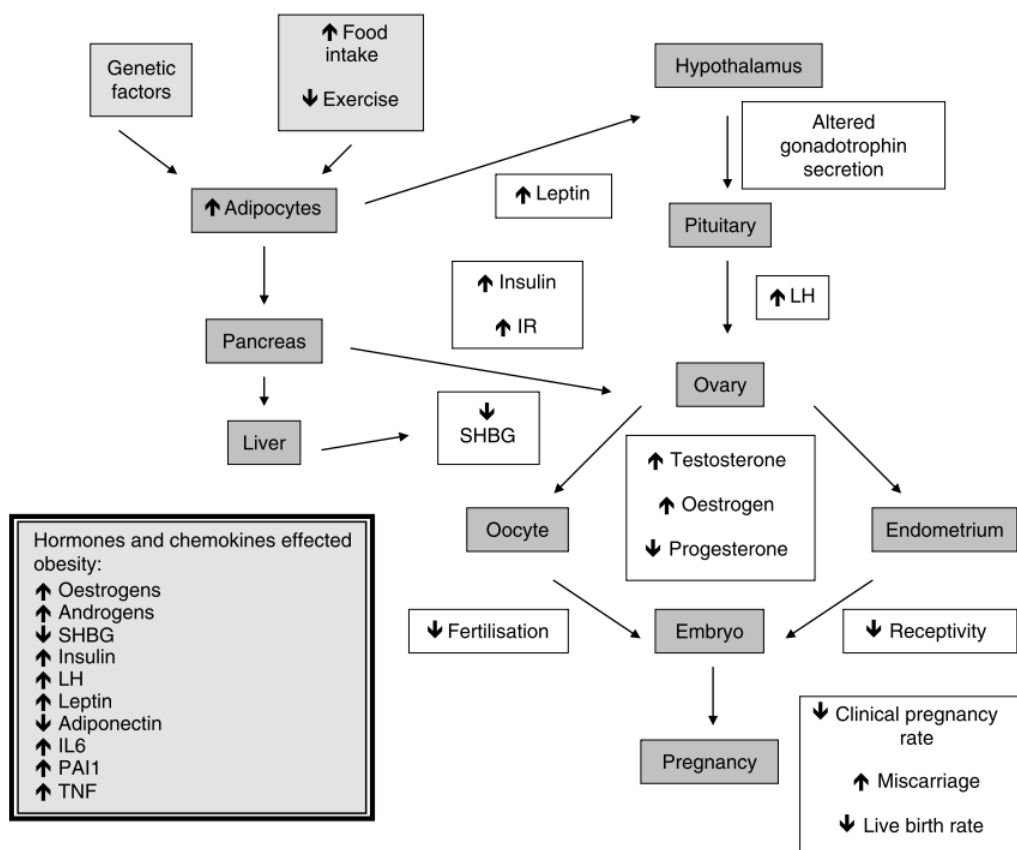 Genetic
factors
↑ Food
intake
↓ Exercise
Hypothalamus
Altered
gonadotrophin
secretion
↑ Leptin
↑ Adipocytes
Pituitary
↑ Insulin
↑ IR
↑ LH
Pancreas
Ovary
↓
SHBG
Liver
↑ Testosterone
↑ Oestrogen
↓ Progesterone
Oocyte
Endometrium
Hormones and chemokines effected
obesity:
↑ Oestrogens
↑ Androgens
↓ SHBG
↑ Insulin
↑ LH
↑ Leptin
↓ Adiponectin
↑ IL6
↑ PAI1
↑ TNF
↓ Fertilisation
Embryo
↓ Receptivity
Pregnancy
↓ Clinical pregnancy
rate
↑ Miscarriage
↓ Live birth rate